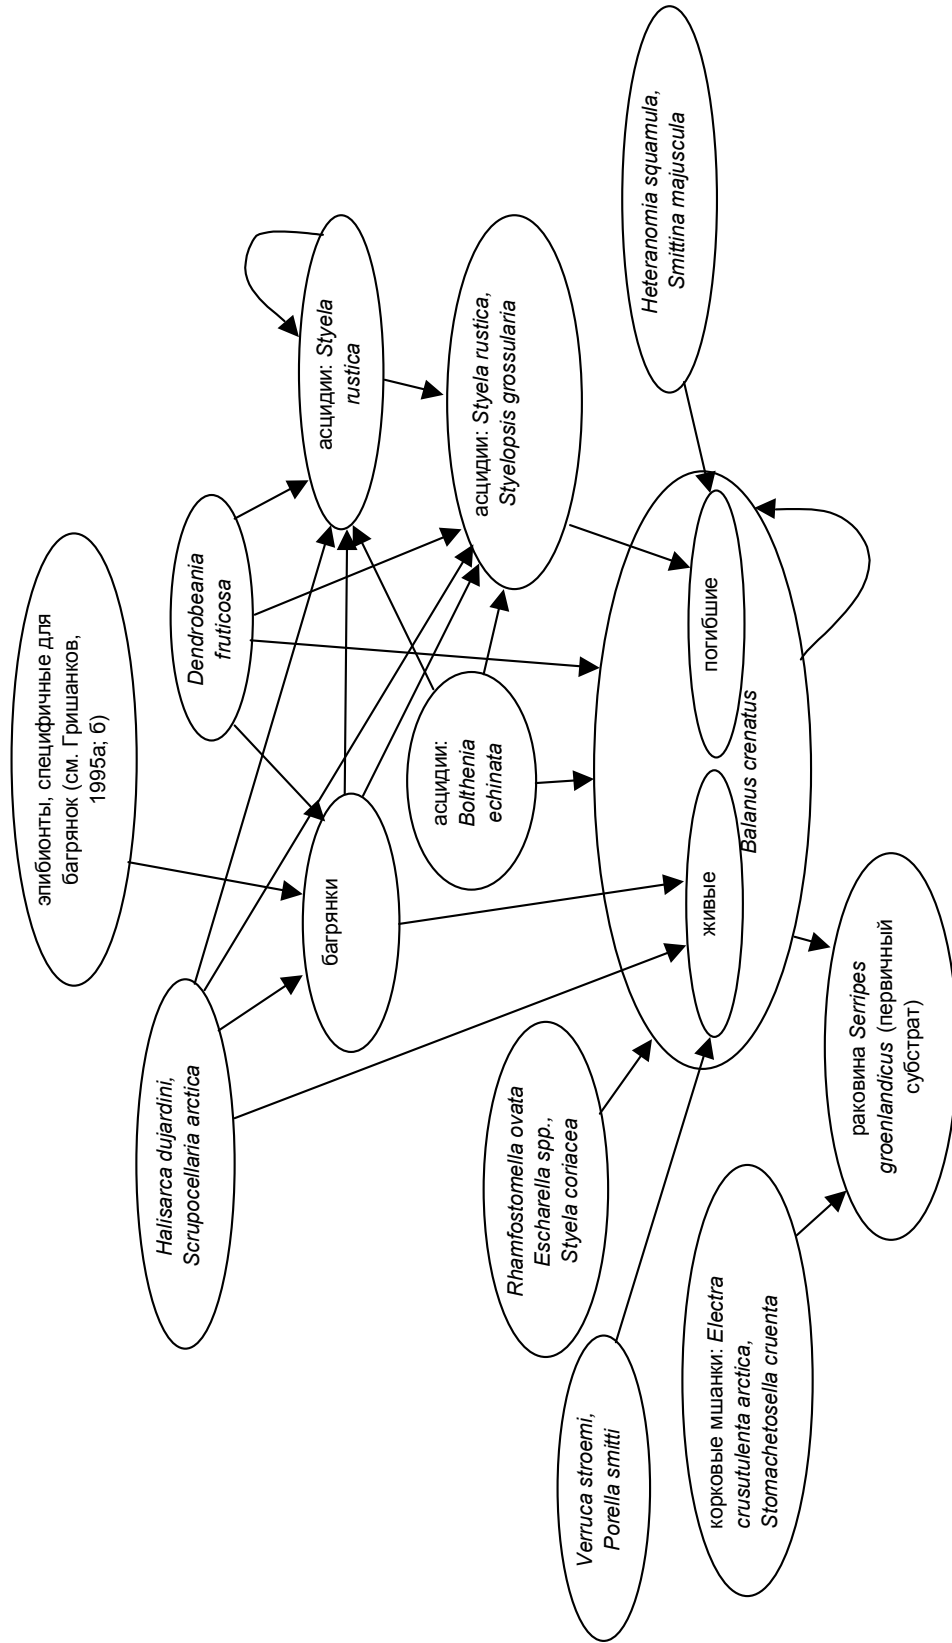 эпибионты, специфичные для
багрянок (см. Гришанков,
1995а; б)
Halisarca dujardini,
Scrupocellaria arctica
Dendrobeania
fruticosa
асцидии: Styela
rustica
багрянки
асцидии:
Bolthenia
echinata
асцидии: Styela rustica,
Styelopsis grossularia
Rhamfostomella ovata
Escharella spp.,
Styela coriacea
Verruca stroemi,
Porella smitti
живые
погибшие
Balanus crenatus
Heteranomia squamula,
Smittina majuscula
корковые мшанки: Electra
crusutulenta arctica,
Stomachetosella cruenta
раковина Serripes
groenlandicus (первичный
субстрат)